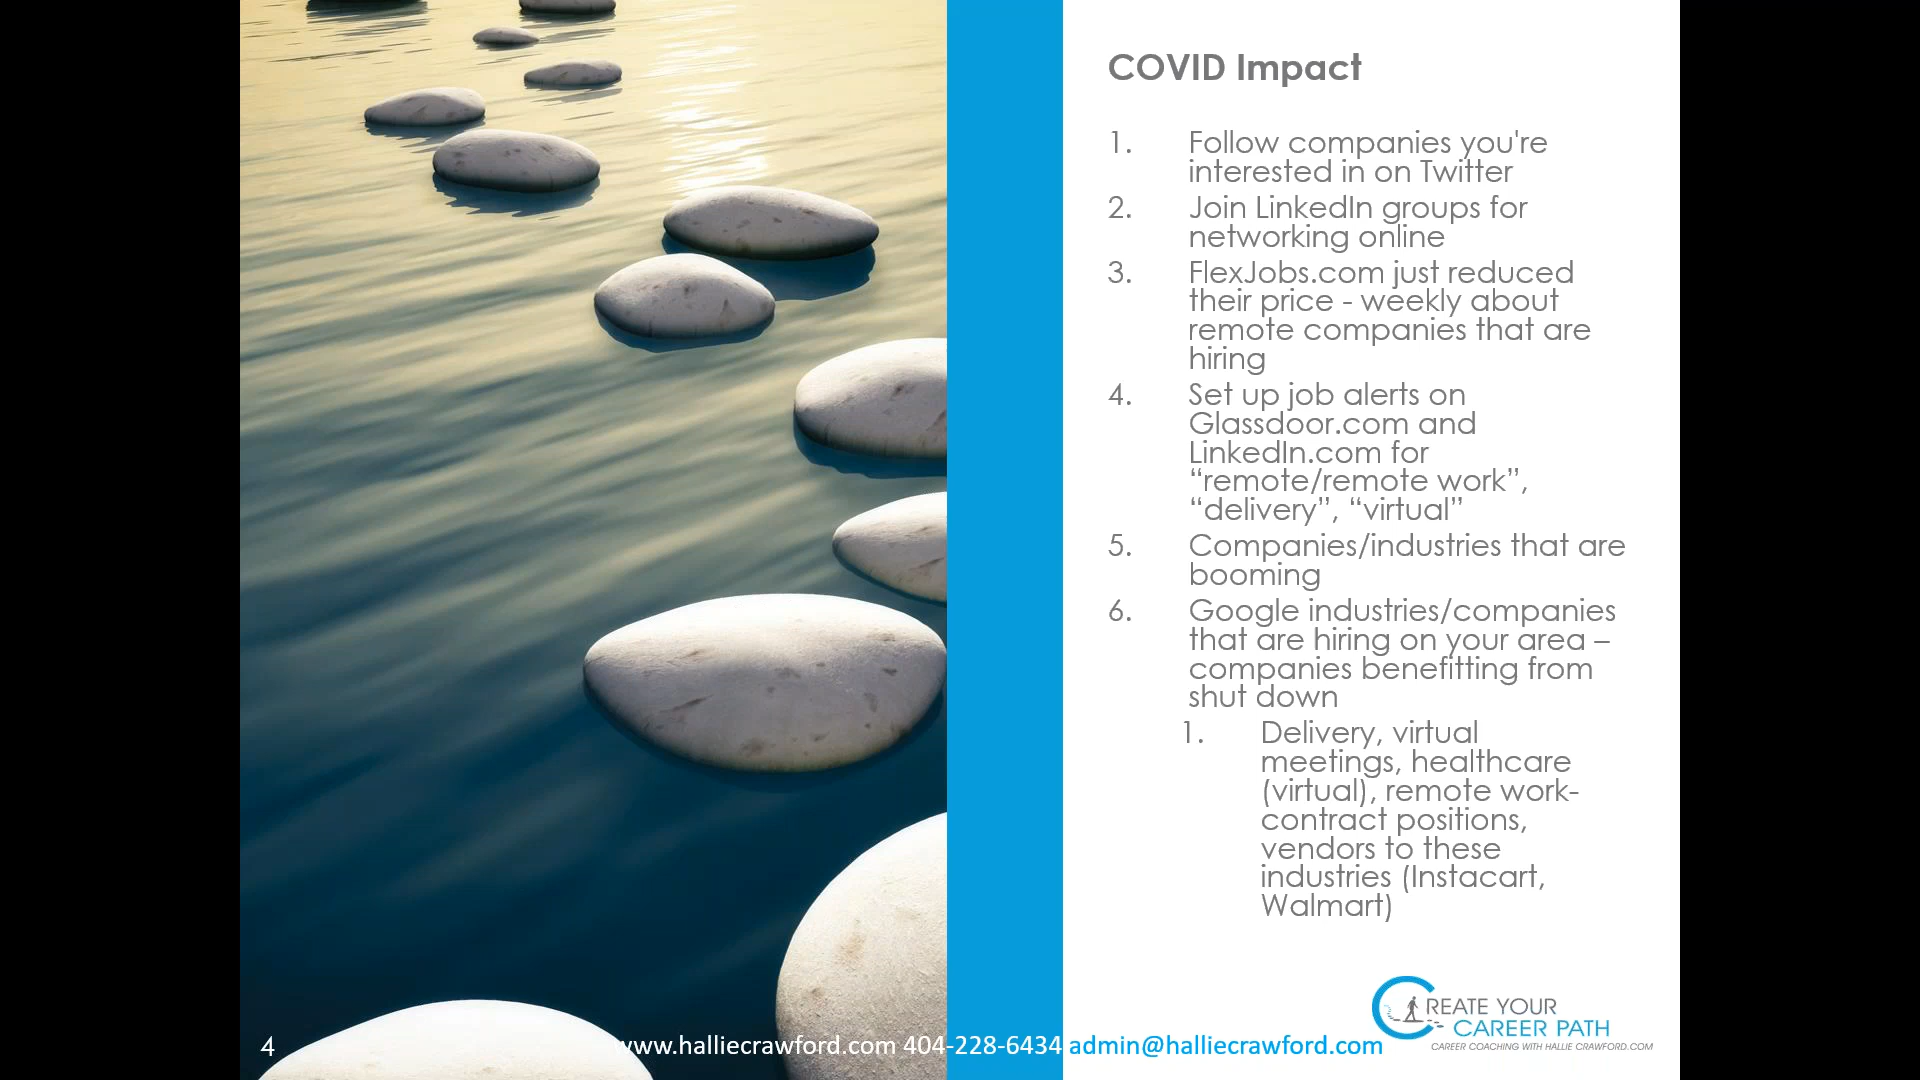 COVID Impact
1. Follow companies you're
interested in on Twitter
2. Join LinkedIn groups for
networking online
3. FlexJobs.com just reduced
their price - weekly about
remote companies that are
hiring
4. Set up job alerts on
Glassdoor.com and
LinkedIn.com for
“remote/remote work”,
“delivery”, “virtual”
5. Companies/industries that are
booming
6. Google industries/companies
that are hiring on your area –
companies benefitting from
shut down
1. Delivery, virtual
meetings, healthcare
(virtual), remote work-
contract positions,
vendors to these
industries (Instacart,
Walmart)
CREATE YOUR
CAREER PATH
CAREER COACHING WITH HALLIE CRAWFORD.COM
4
www.halliecrawford.com 404-228-6434 admin@halliecrawford.com